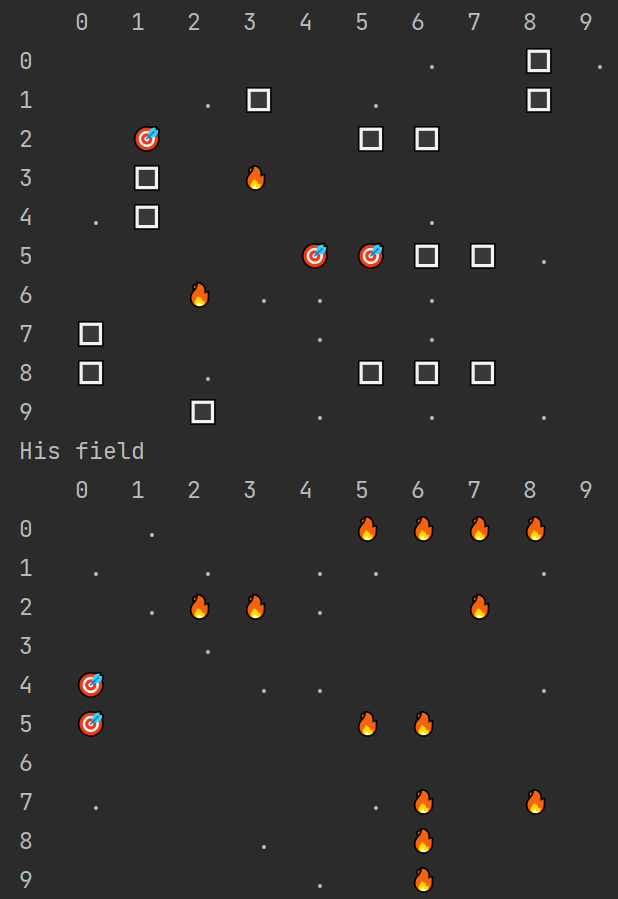 0 1 2 3 4 5 6 7 8 9
0 . 🔲 .
1 . 🔲 . 🔲
2 🎯 🔲 🔲
3 🔲 🔥
4 . 🔲 .
5 🎯 🎯 🔲 🔲 .
6 🔥 . . .
7 🔲 . .
8 🔲 . 🔲 🔲 🔲
9 🔲 . . .
His field
0 1 2 3 4 5 6 7 8 9
0 . 🔥 🔥 🔥 🔥
1 . . . . .
2 . 🔥 🔥 . 🔥
3 .
4 🎯 . . .
5 🎯 🔥 🔥
6
7 . . 🔥 🔥
8 . 🔥
9 . 🔥